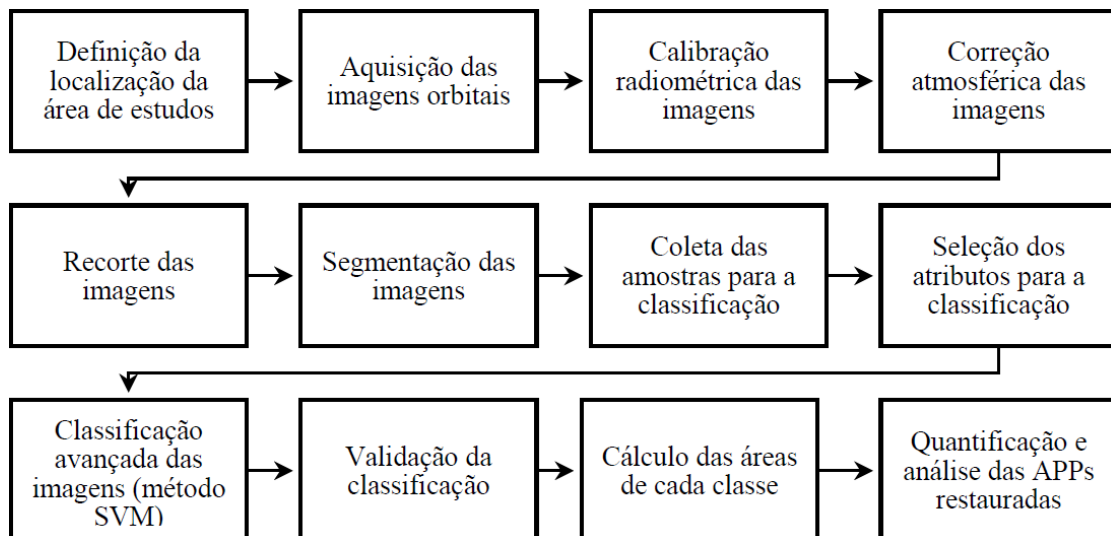 Definição da
localização da
área de estudos
Aquisição das
imagens orbitais
Calibração
radiométrica das
imagens
Correção
atmosférica das
imagens
Recorte das
imagens
Segmentação das
imagens
Coleta das
amostras para a
classificação
Seleção dos
atributos para a
classificação
Classificação
avançada das
imagens (método
SVM)
Validação da
classificação
Cálculo das áreas
de cada classe
Quantificação e
análise das APPs
restauradas